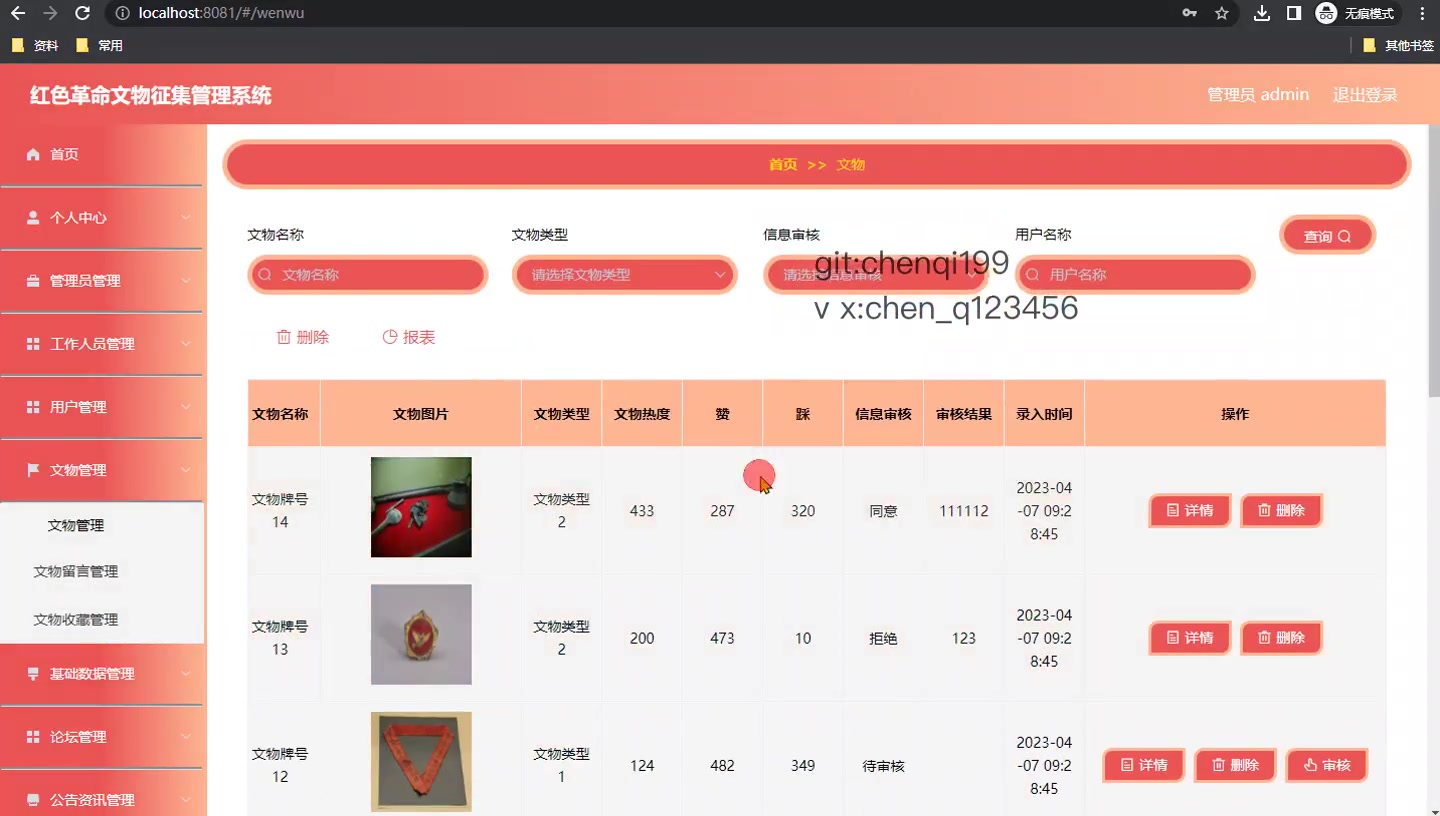 localhost:8081/#/wenwu
无痕模式
资料
常用
其他书签
红色革命文物征集管理系统
管理员 admin
退出登录
首页
个人中心
管理员管理
工作人员管理
用户管理
文物管理
文物管理
文物留言管理
文物收藏管理
基础数据管理
论坛管理
公告资讯管理
首页 >> 文物
文物名称
文物类型
信息审核
用户名称
文物名称
请选择文物类型
请选择信息审核
用户名称
查询
git:chenqi199
v x:chen_q123456
删除
报表
文物名称 文物图片 文物类型 文物热度 赞 踩 信息审核 审核结果 录入时间 操作
文物牌号
14
文物类型
2
433
287
320
同意
111112
2023-04
-07 09:2
8:45
详情
删除
文物牌号
13
文物类型
2
200
473
10
拒绝
123
2023-04
-07 09:2
8:45
详情
删除
文物牌号
12
文物类型
1
124
482
349
待审核
2023-04
-07 09:2
8:45
详情
删除
审核